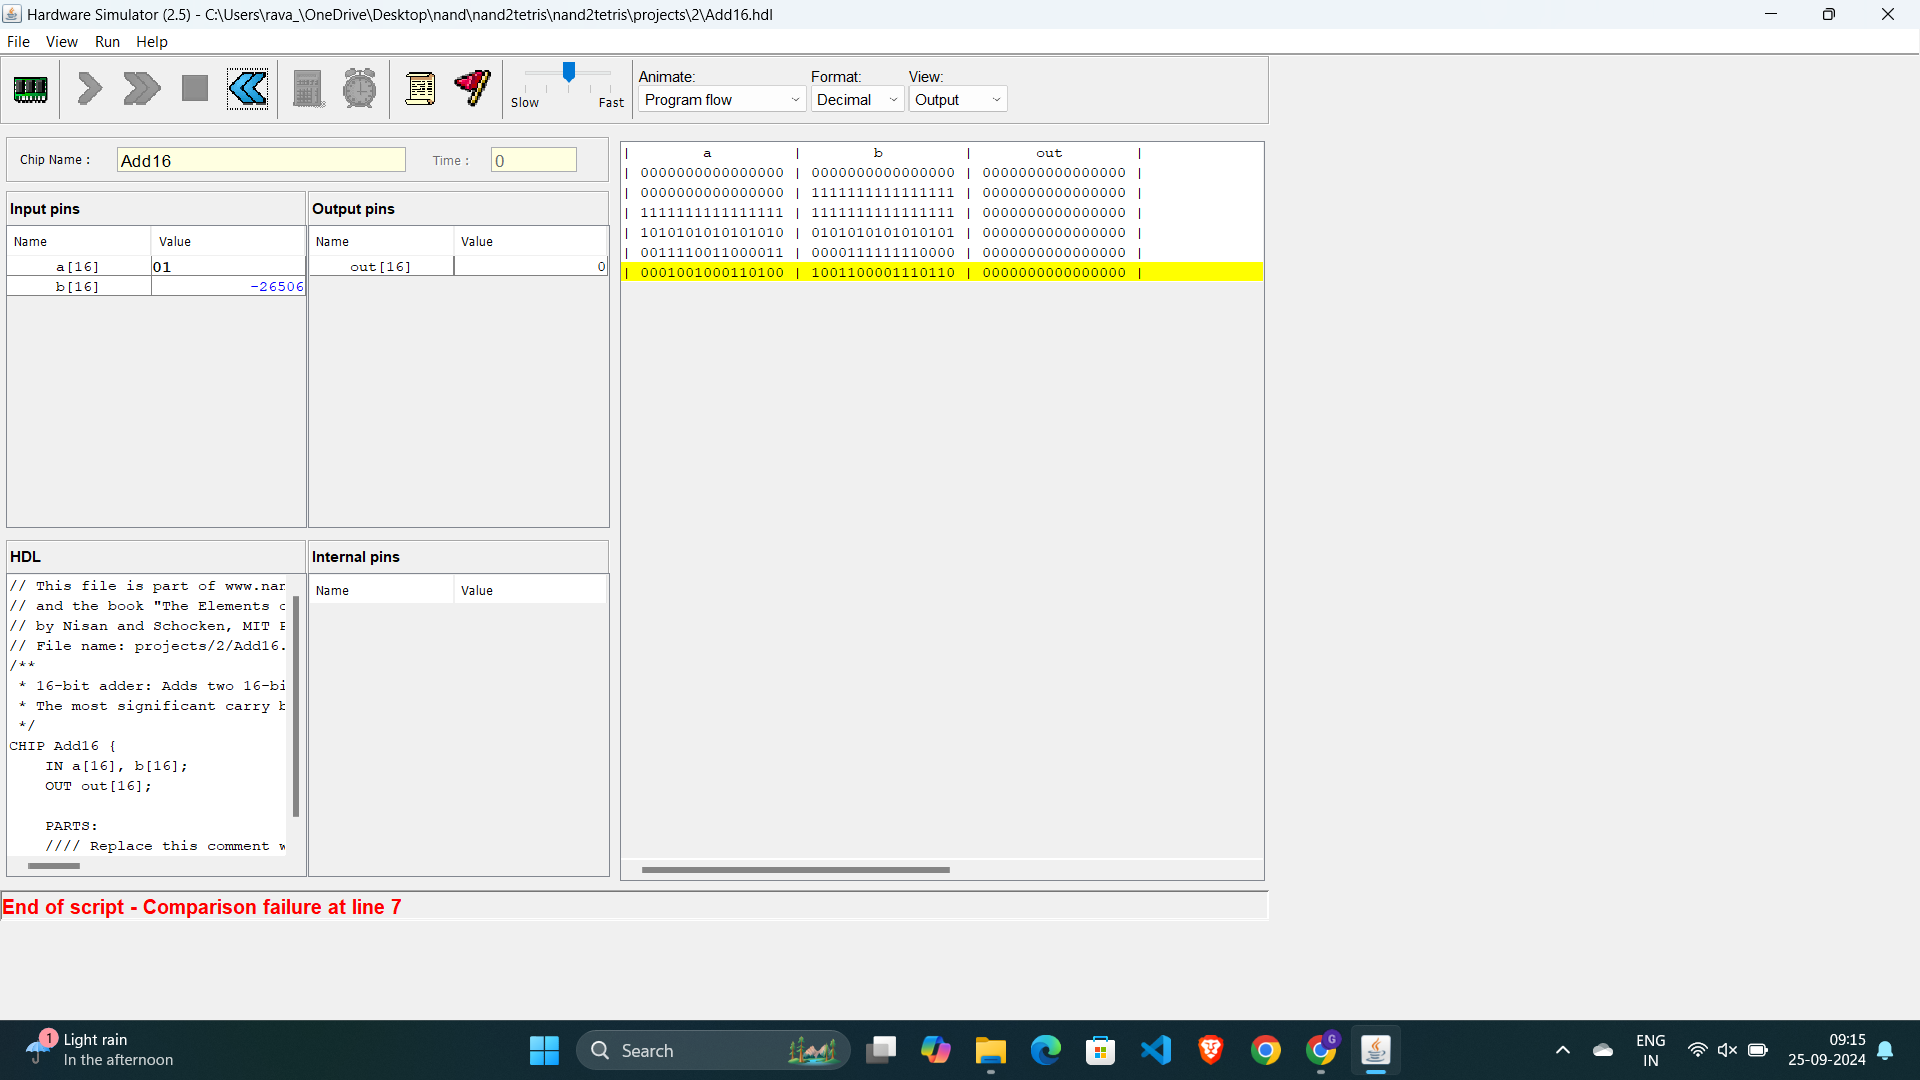 Hardware Simulator (2.5) - C:\Users\rava_\OneDrive\Desktop\nand\nand2tetris\nand2tetris\projects\2\Add16.hdl
File View Run Help
Slow Fast
Animate: Format: View:
Program flow Decimal Output
Chip Name : Add16 Time : 0
Input pins
Name Value
a[16] 01
b[16] -26506
Output pins
Name Value
out[16] 0
| a | b | out |
| 0000000000000000 | 0000000000000000 | 0000000000000000 |
| 0000000000000000 | 1111111111111111 | 0000000000000000 |
| 1111111111111111 | 1111111111111111 | 0000000000000000 |
| 1010101010101010 | 0101010101010101 | 0000000000000000 |
| 0011110011000011 | 0000111111110000 | 0000000000000000 |
| 0001001000110100 | 1001100001110110 | 0000000000000000 |
HDL
// This file is part of www.nan
// and the book "The Elements o
// by Nisan and Schocken, MIT P
// File name: projects/2/Add16.
/**
* 16-bit adder: Adds two 16-bi
* The most significant carry b
*/
CHIP Add16 {
IN a[16], b[16];
OUT out[16];
PARTS:
//// Replace this comment w
Internal pins
Name Value
End of script - Comparison failure at line 7
1
Light rain
In the afternoon
Search
G
ENG
IN
09:15
25-09-2024